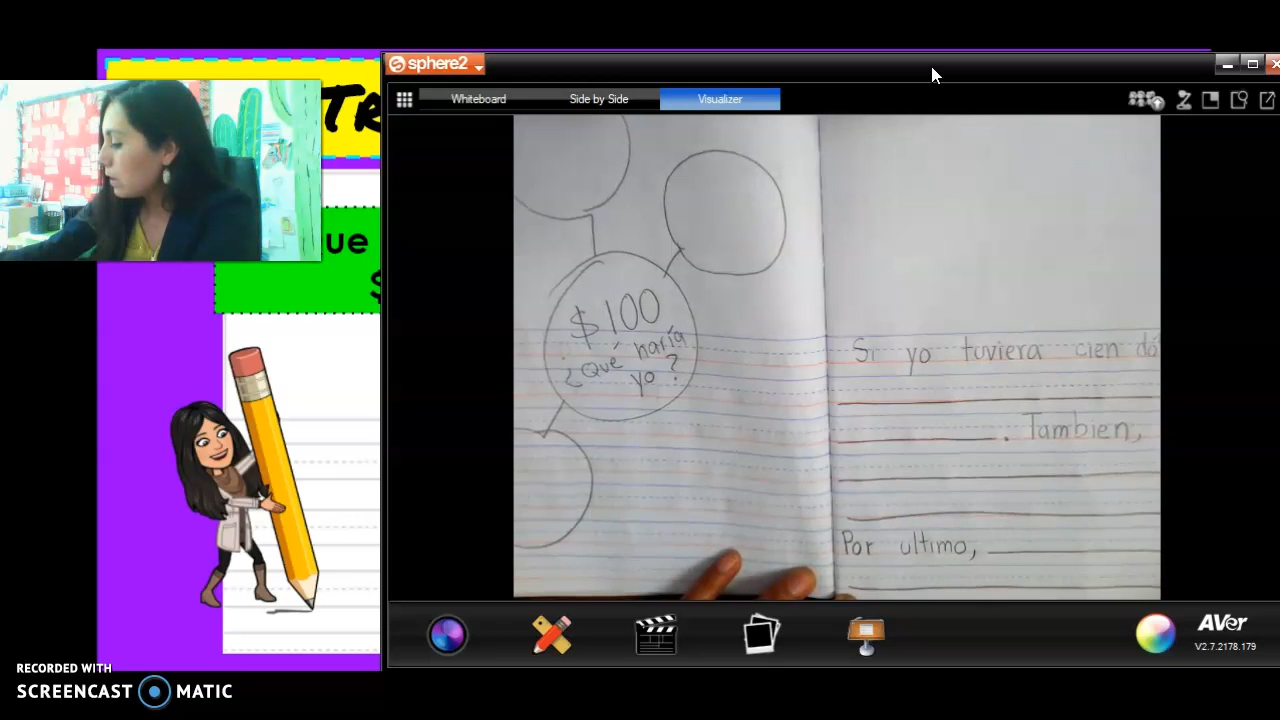 sphere2
Whiteboard
Side by Side
Visualizer
ue
$
$100
¿Qué haría
yo?
Si yo tuviera cien dó
. Tambien,
Por ultimo,
AVer
V2.7.2178.179
RECORDED WITH
SCREENCAST MATIC